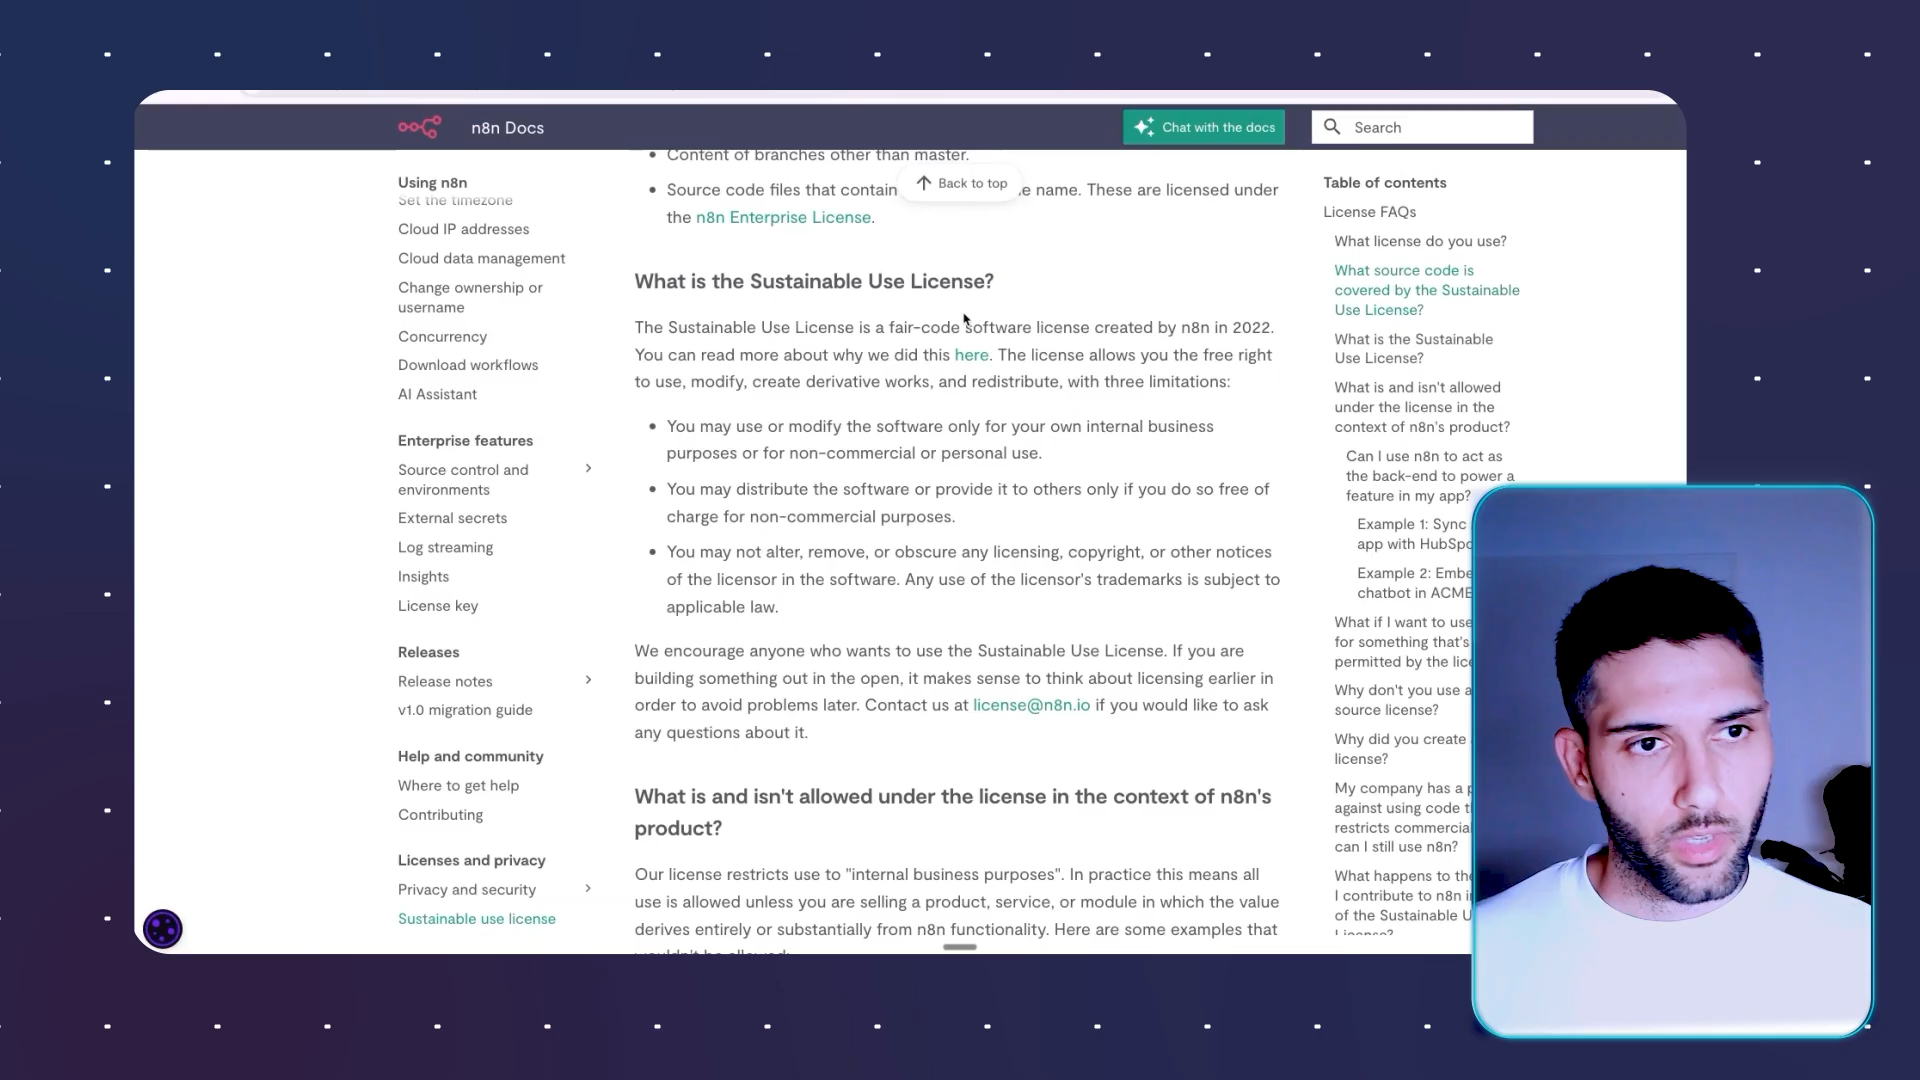 n8n Docs
Chat with the docs
Search
Using n8n
Set the timezone
Cloud IP addresses
Cloud data management
Change ownership or
username
Concurrency
Download workflows
AI Assistant
Enterprise features
Source control and
environments
External secrets
Log streaming
Insights
License key
Releases
Release notes
v1.0 migration guide
Help and community
Where to get help
Contributing
Licenses and privacy
Privacy and security
Sustainable use license
Content of branches other than master.
Back to top
Source code files that contain e name. These are licensed under
the n8n Enterprise License.
What is the Sustainable Use License?
The Sustainable Use License is a fair-code software license created by n8n in 2022.
You can read more about why we did this here. The license allows you the free right
to use, modify, create derivative works, and redistribute, with three limitations:
You may use or modify the software only for your own internal business
purposes or for non-commercial or personal use.
You may distribute the software or provide it to others only if you do so free of
charge for non-commercial purposes.
You may not alter, remove, or obscure any licensing, copyright, or other notices
of the licensor in the software. Any use of the licensor's trademarks is subject to
applicable law.
We encourage anyone who wants to use the Sustainable Use License. If you are
building something out in the open, it makes sense to think about licensing earlier in
order to avoid problems later. Contact us at license@n8n.io if you would like to ask
any questions about it.
What is and isn't allowed under the license in the context of n8n's
product?
Our license restricts use to "internal business purposes". In practice this means all
use is allowed unless you are selling a product, service, or module in which the value
derives entirely or substantially from n8n functionality. Here are some examples that
wouldn't be allowed:
Table of contents
License FAQs
What license do you use?
What source code is
covered by the Sustainable
Use License?
What is the Sustainable
Use License?
What is and isn't allowed
under the license in the
context of n8n's product?
Can I use n8n to act as
the back-end to power a
feature in my app?
Example 1: Sync
app with HubSpo
Example 2: Embe
chatbot in ACME
What if I want to use
for something that's
permitted by the lice
Why don't you use a
source license?
Why did you create
license?
My company has a p
against using code t
restricts commercia
can I still use n8n?
What happens to the
I contribute to n8n i
of the Sustainable U
License?